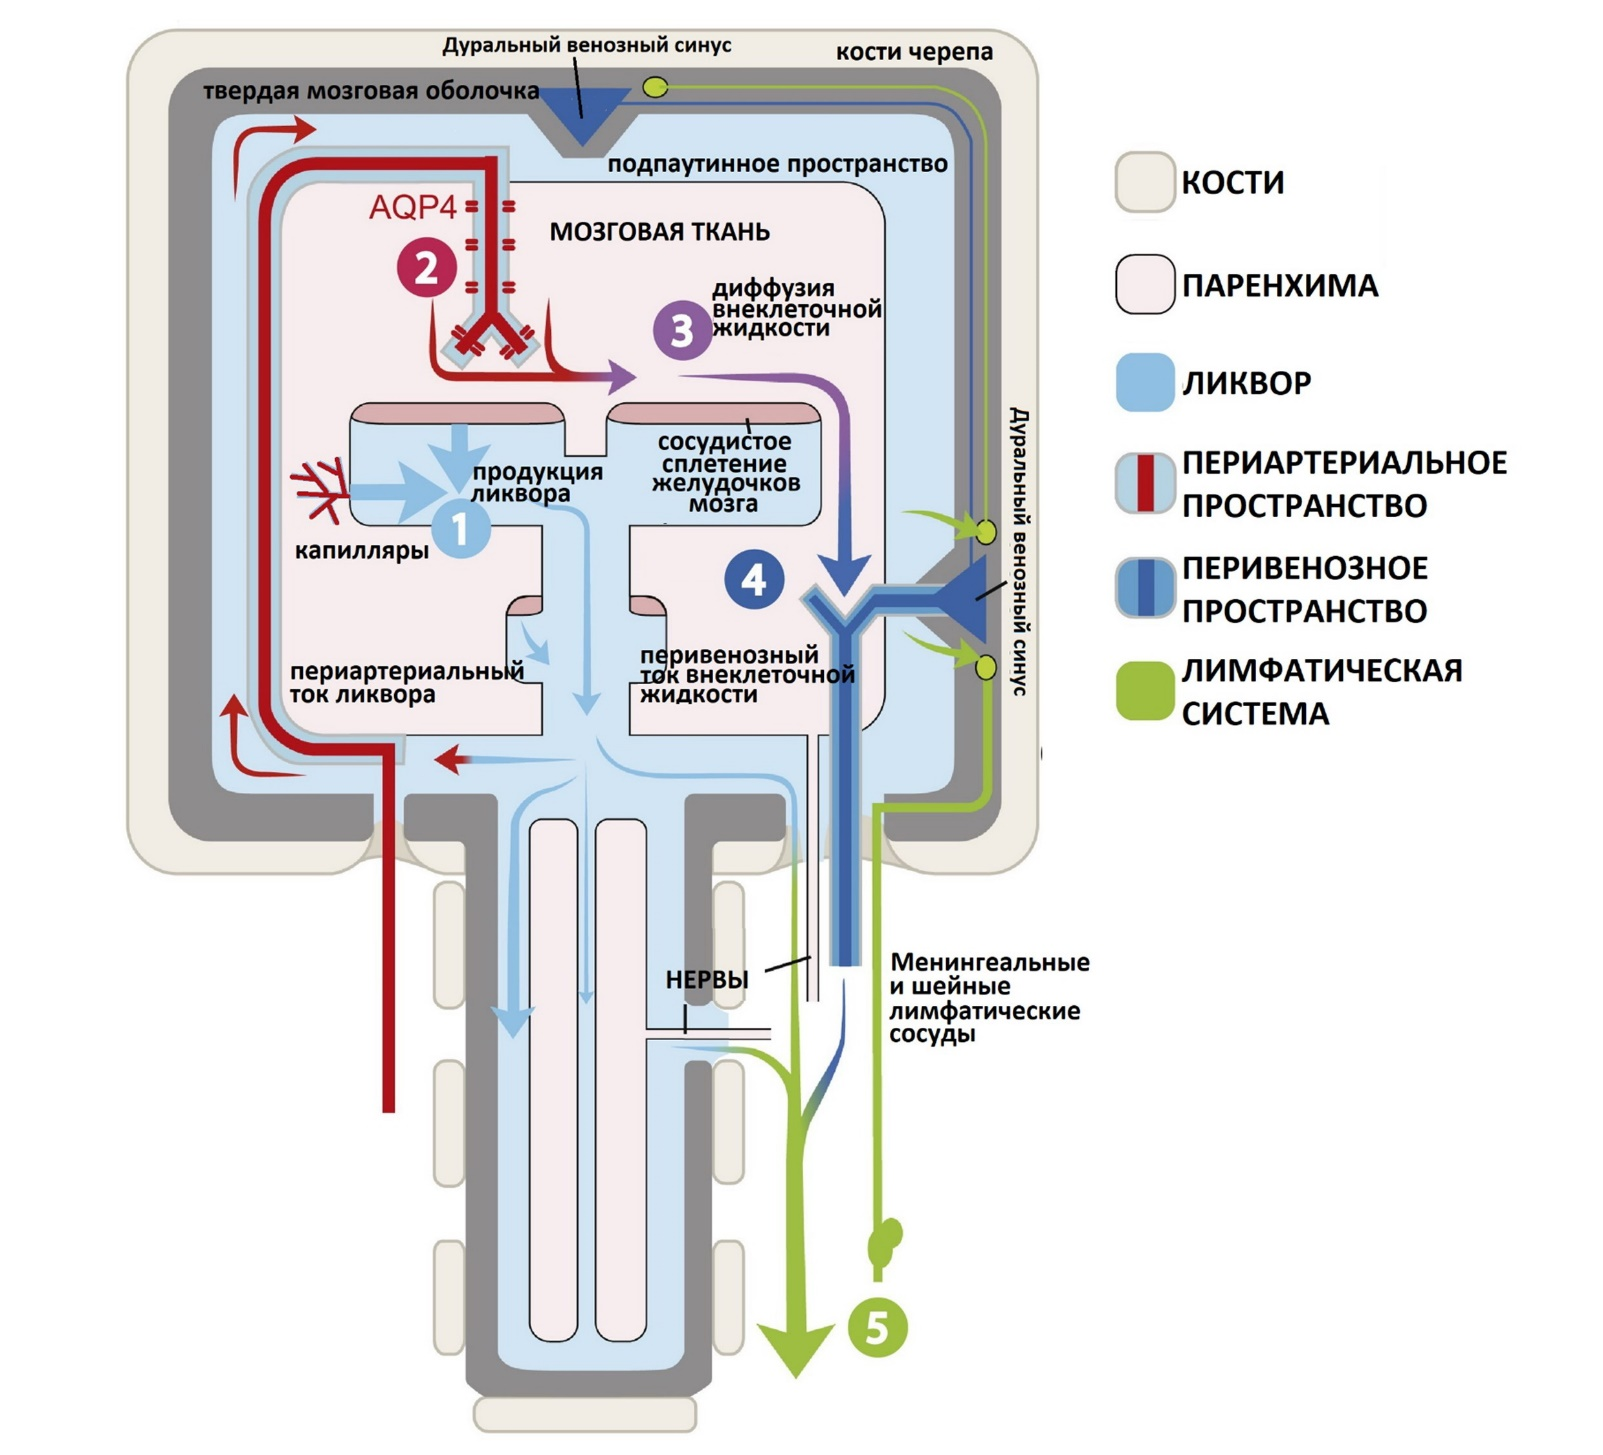 Дуральный венозный синус
кости черепа
твердая мозговая оболочка
подпаутинное пространство
AQP4
МОЗГОВАЯ ТКАНЬ
2
диффузия
внеклеточной
жидкости
3
сосудистое
сплетение
желудочков
мозга
продукция
ликвора
1
капилляры
4
периартериальный
ток ликвора
перивенозный
ток внеклеточной
жидкости
Дуральный венозный синус
НЕРВЫ
Менингеальные
и шейные
лимфатические
сосуды
5
КОСТИ
ПАРЕНХИМА
ЛИКВОР
ПЕРИАРТЕРИАЛЬНОЕ
ПРОСТРАНСТВО
ПЕРИВЕНОЗНОЕ
ПРОСТРАНСТВО
ЛИМФАТИЧЕСКАЯ
СИСТЕМА